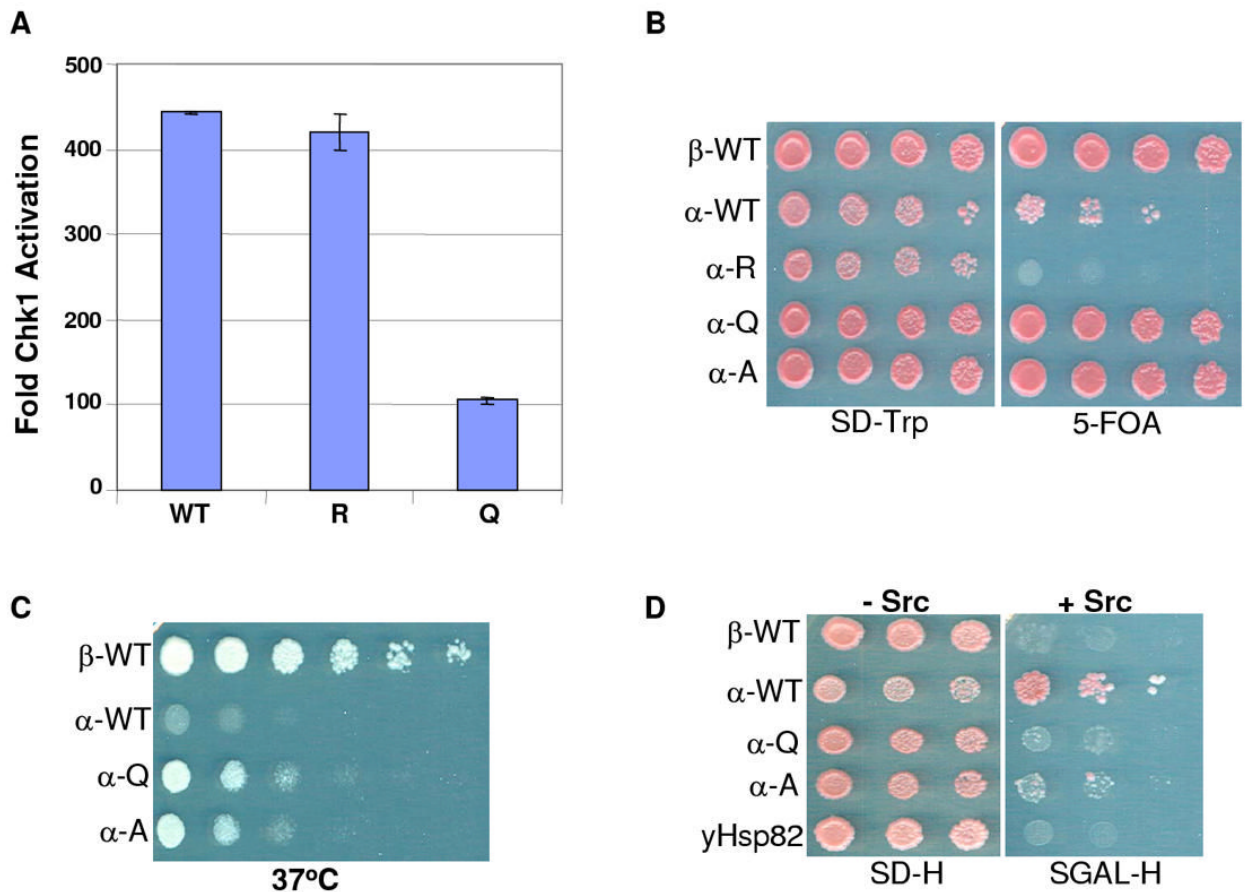 A
500
400
300
200
100
0
Fold Chk1 Activation
WT R Q
B
β-WT
α-WT
α-R
α-Q
α-A
SD-Trp 5-FOA
C
β-WT
α-WT
α-Q
α-A
37ºC
D
- Src + Src
β-WT
α-WT
α-Q
α-A
yHsp82
SD-H SGAL-H